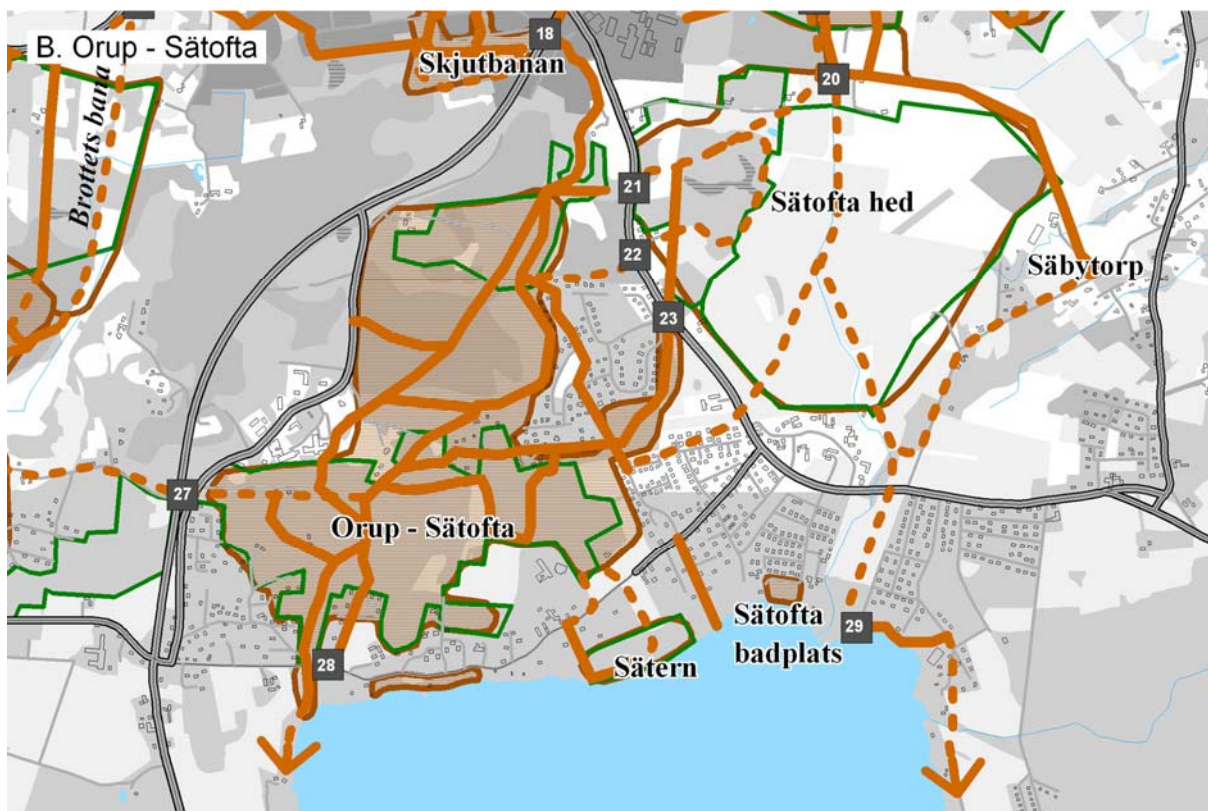 B. Orup - Sätofta
18
Skjutbanan
20
Brottets bana
21
Sätofta hed
22
Säbytorp
23
27
Orup - Sätofta
Sätofta
badplats
29
28
Sätern